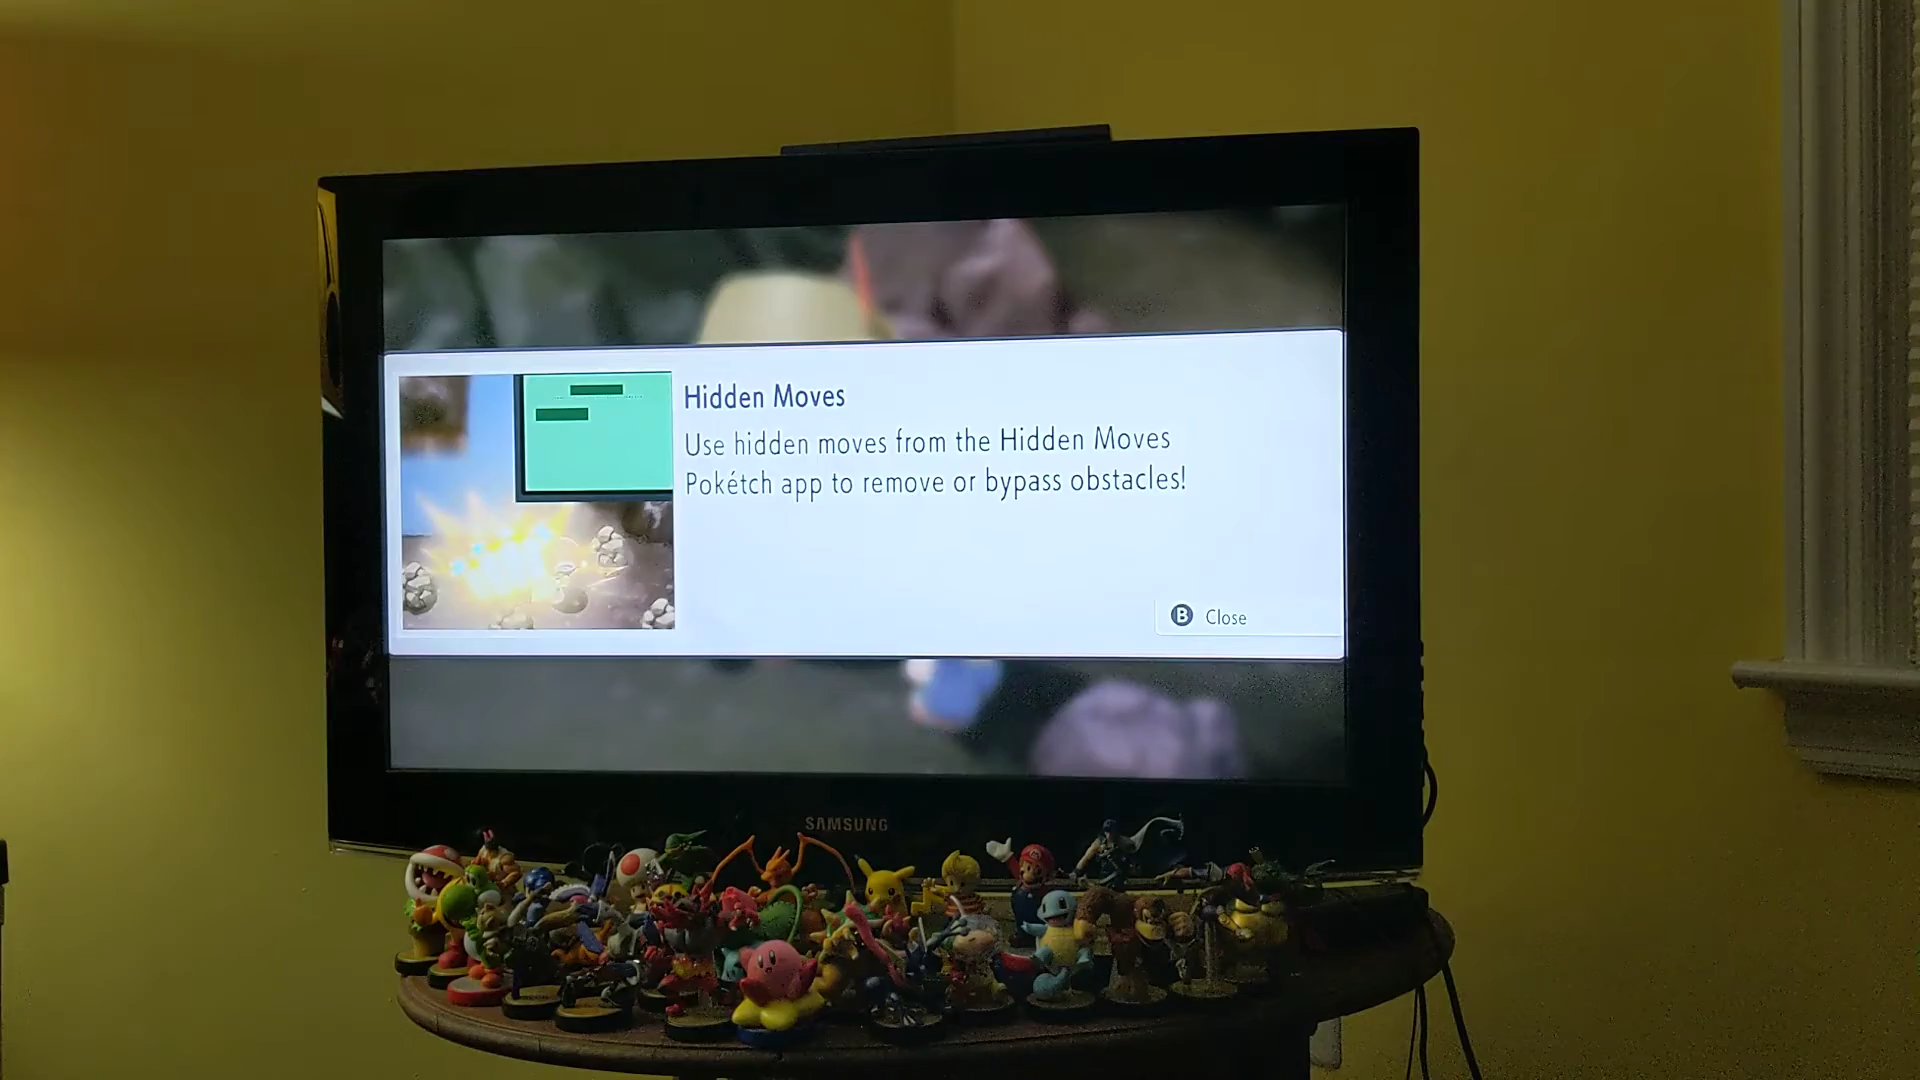 Hidden Moves
Use hidden moves from the Hidden Moves
Pokétch app to remove or bypass obstacles!
B Close
SAMSUNG